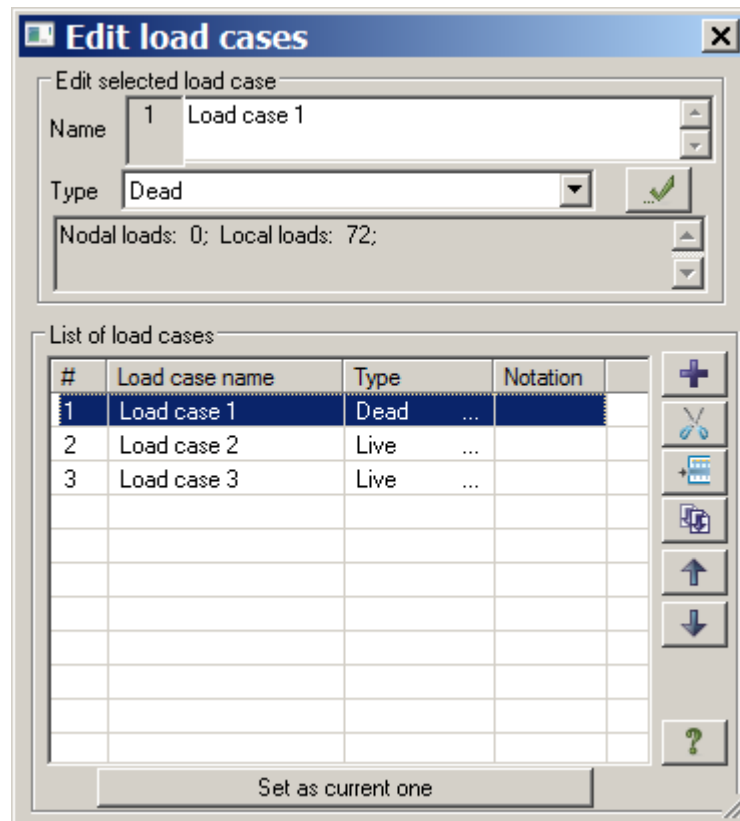 Edit load cases
Edit selected load case
Name 1 Load case 1
Type Dead
Nodal loads: 0; Local loads: 72;
List of load cases
# Load case name Type Notation
1 Load case 1 Dead ...
2 Load case 2 Live ...
3 Load case 3 Live ...
Set as current one